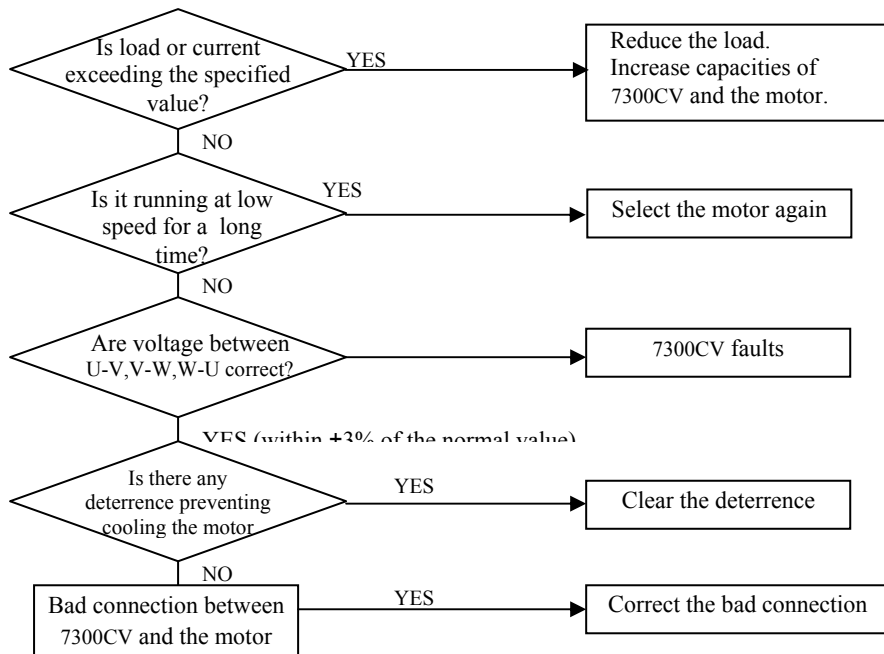 Is load or current
exceeding the specified
value?
YES
Reduce the load.
Increase capacities of
7300CV and the motor.
NO
Is it running at low
speed for a long
time?
YES
Select the motor again
NO
Are voltage between
U-V,V-W,W-U correct?
7300CV faults
YES (within ±3% of the normal value)
Is there any
deterrence preventing
cooling the motor
YES
Clear the deterrence
NO
Bad connection between
7300CV and the motor
YES
Correct the bad connection